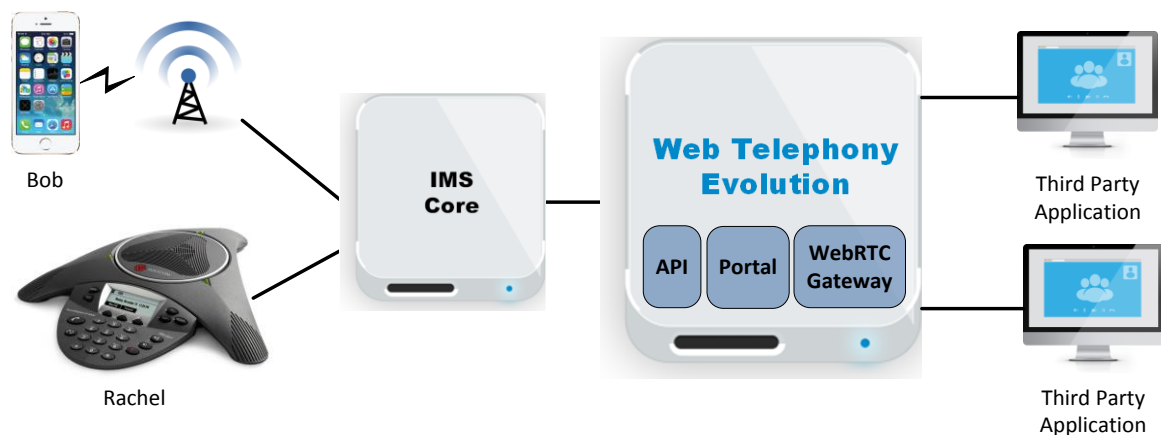 Bob
Rachel
IMS
Core
Web Telephony
Evolution
API
Portal
WebRTC
Gateway
Third Party
Application
Third Party
Application